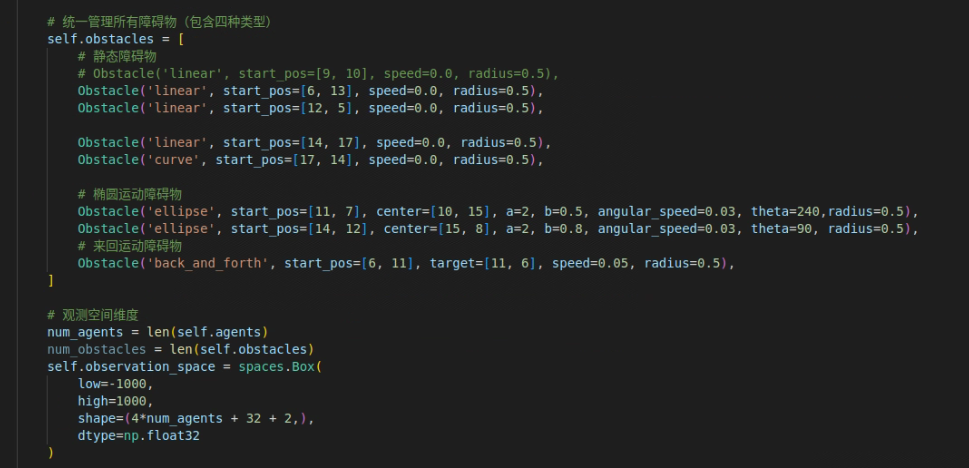 # 统一管理所有障碍物（包含四种类型）
self.obstacles = [
# 静态障碍物
# Obstacle('linear', start_pos=[9, 10], speed=0.0, radius=0.5),
Obstacle('linear', start_pos=[6, 13], speed=0.0, radius=0.5),
Obstacle('linear', start_pos=[12, 5], speed=0.0, radius=0.5),
Obstacle('linear', start_pos=[14, 17], speed=0.0, radius=0.5),
Obstacle('curve', start_pos=[17, 14], speed=0.0, radius=0.5),
# 椭圆运动障碍物
Obstacle('ellipse', start_pos=[11, 7], center=[10, 15], a=2, b=0.5, angular_speed=0.03, theta=240,radius=0.5),
Obstacle('ellipse', start_pos=[14, 12], center=[15, 8], a=2, b=0.8, angular_speed=0.03, theta=90, radius=0.5),
# 来回运动障碍物
Obstacle('back_and_forth', start_pos=[6, 11], target=[11, 6], speed=0.05, radius=0.5),
]
# 观测空间维度
num_agents = len(self.agents)
num_obstacles = len(self.obstacles)
self.observation_space = spaces.Box(
low=-1000,
high=1000,
shape=(4*num_agents + 32 + 2,),
dtype=np.float32
)